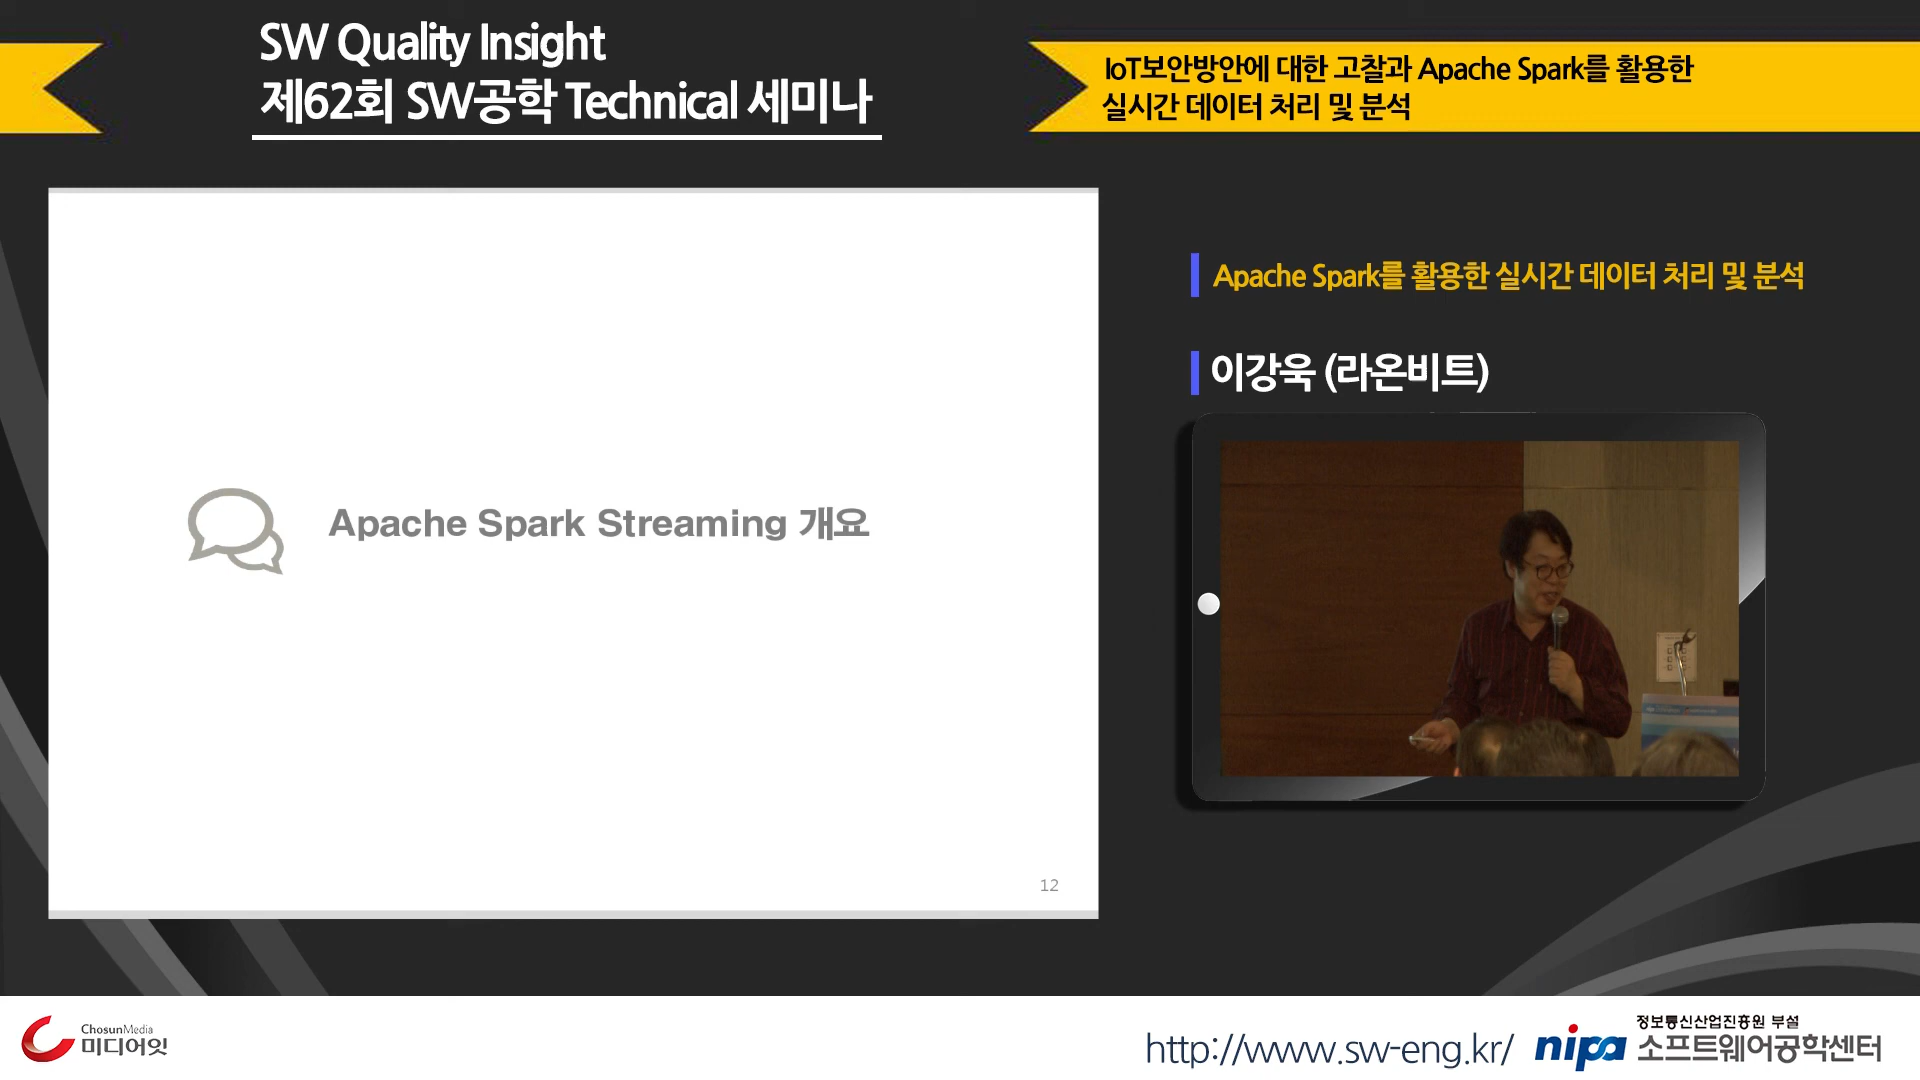 SW Quality Insight
제62회 SW공학 Technical 세미나
IoT보안방안에 대한 고찰과 Apache Spark를 활용한
실시간 데이터 처리 및 분석
Apache Spark를 활용한 실시간 데이터 처리 및 분석
이강욱 (라온비트)
Apache Spark Streaming 개요
12
ChosunMedia
미디어잇
http://www.sw-eng.kr/
nipa
정보통신산업진흥원 부설
소프트웨어공학센터